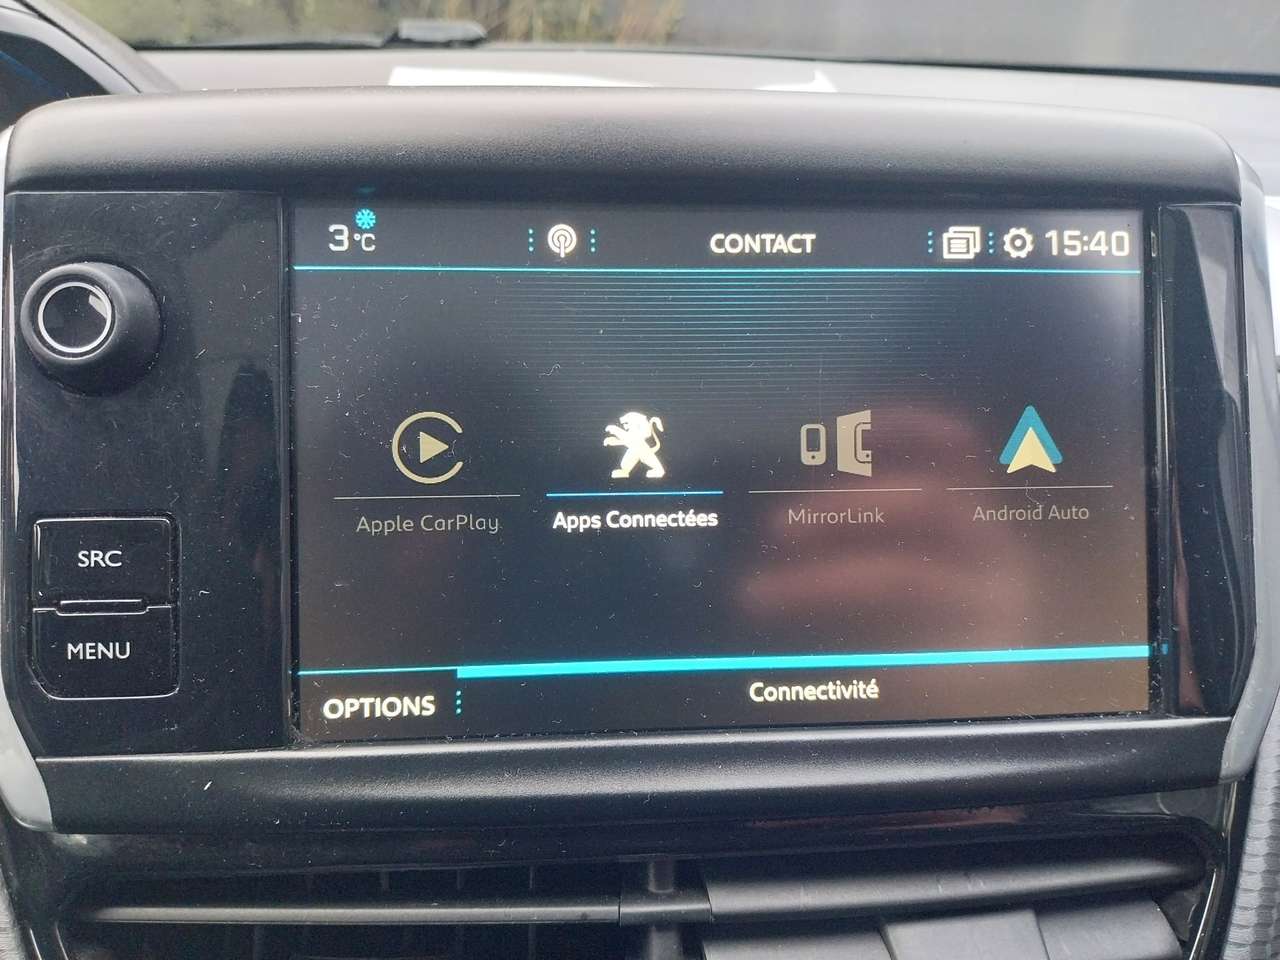 3°C
CONTACT
15:40
Apple CarPlay
Apps Connectées
MirrorLink
Android Auto
SRC
MENU
OPTIONS
Connectivité